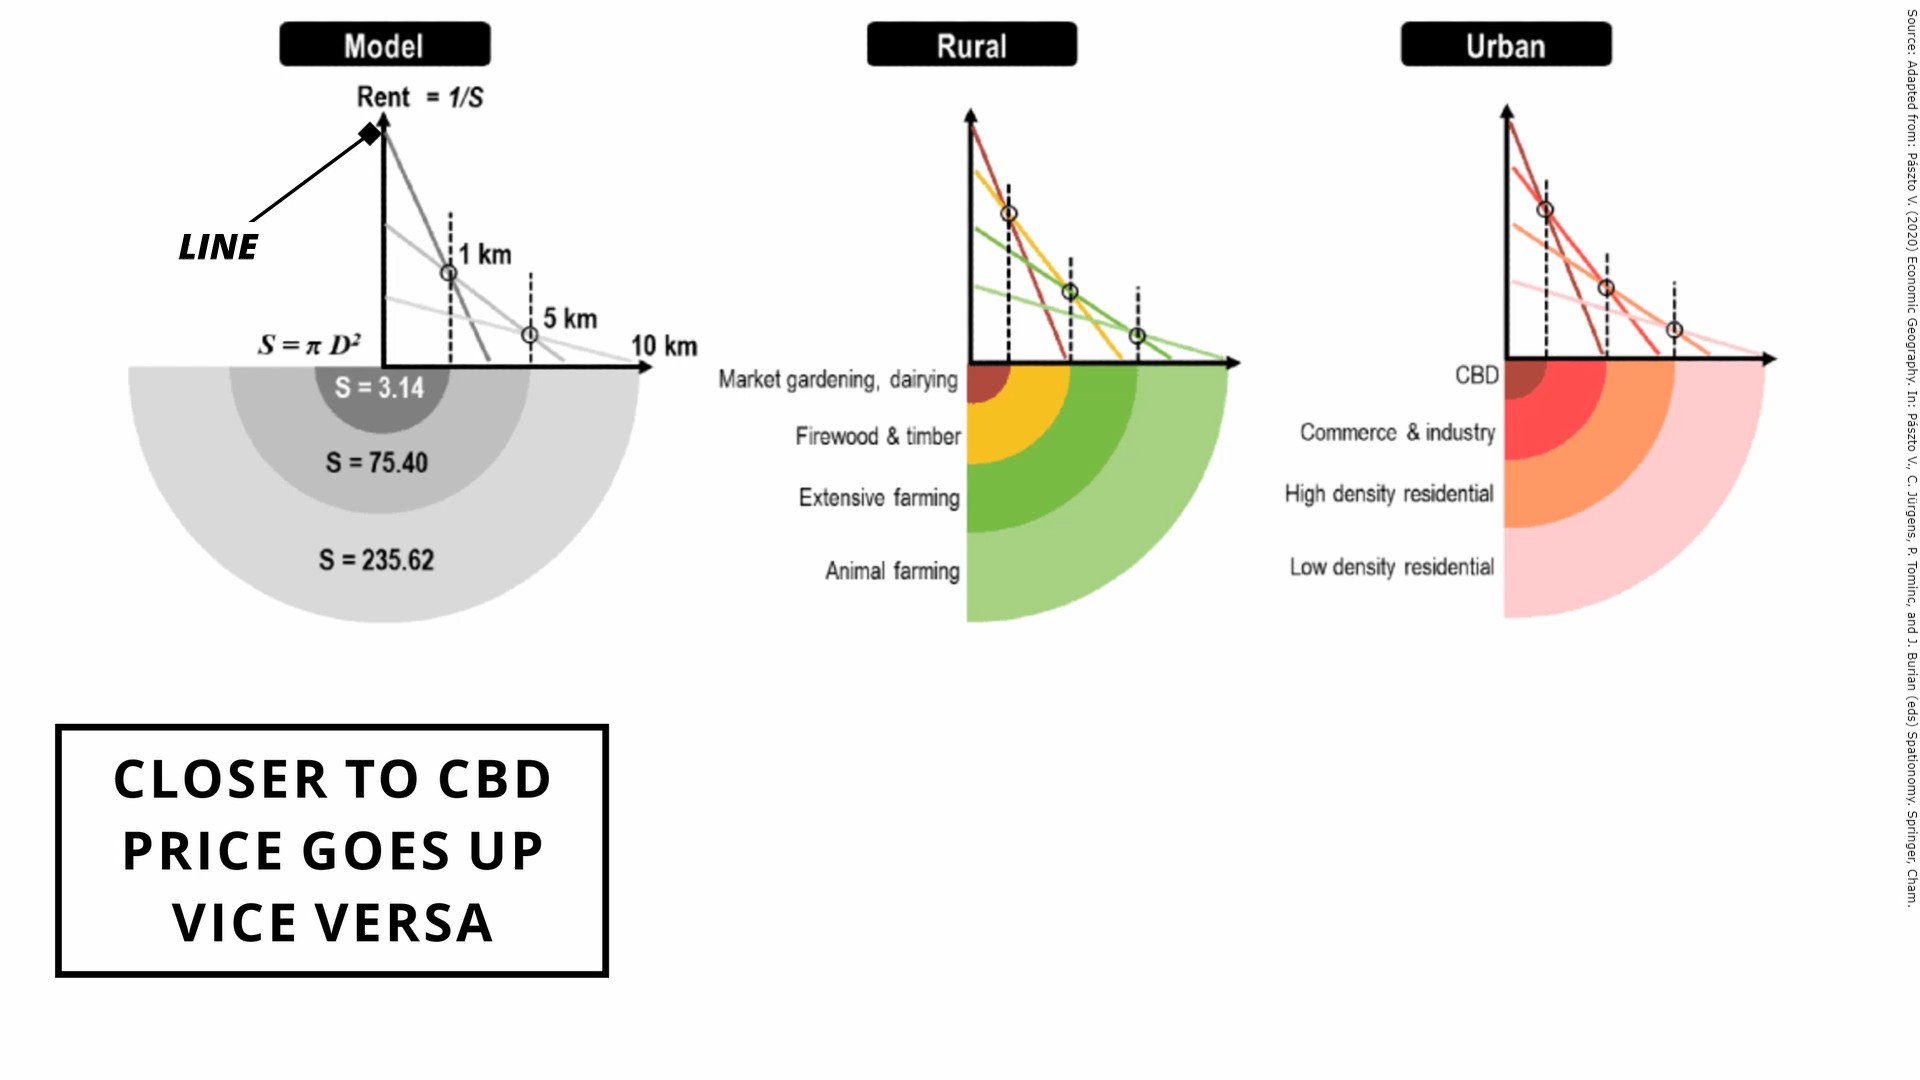 Model
Rent = 1/S
LINE
1 km
5 km
10 km
S = π D²
S = 3.14
S = 75.40
S = 235.62
Rural
Market gardening, dairying
Firewood & timber
Extensive farming
Animal farming
Urban
CBD
Commerce & industry
High density residential
Low density residential
CLOSER TO CBD
PRICE GOES UP
VICE VERSA
Source: Adapted from: Pászto V. (2020) Economic Geography. In: Pászto V., C. Jürgens, P. Tominc, and J. Burian (eds) Spationomy. Springer, Cham.